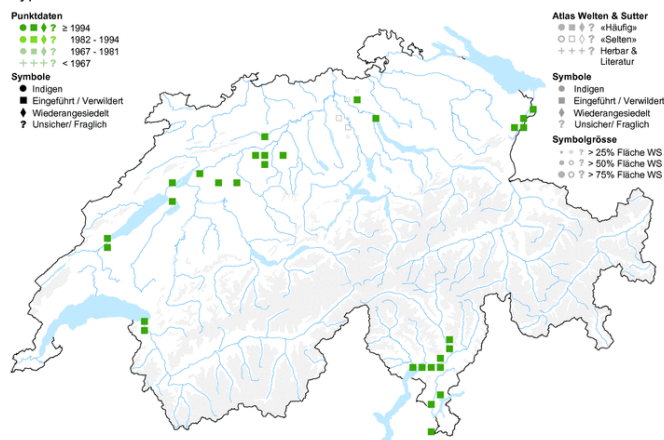 Punktdaten
? ≥ 1994
? 1982 - 1994
? 1967 - 1981
+++? < 1967
Symbole
Indigen
Eingeführt / Verwildert
Wiederangesiedelt
? Unsicher/ Fraglich
Atlas Welten & Sutter
? «Häufig»
? «Selten»
+++ Herbar &
Literatur
Symbole
Indigen
Eingeführt / Verwildert
Wiederangesiedelt
? Unsicher/ Fraglich
Symbolgrösse
? > 25% Fläche WS
? > 50% Fläche WS
? > 75% Fläche WS